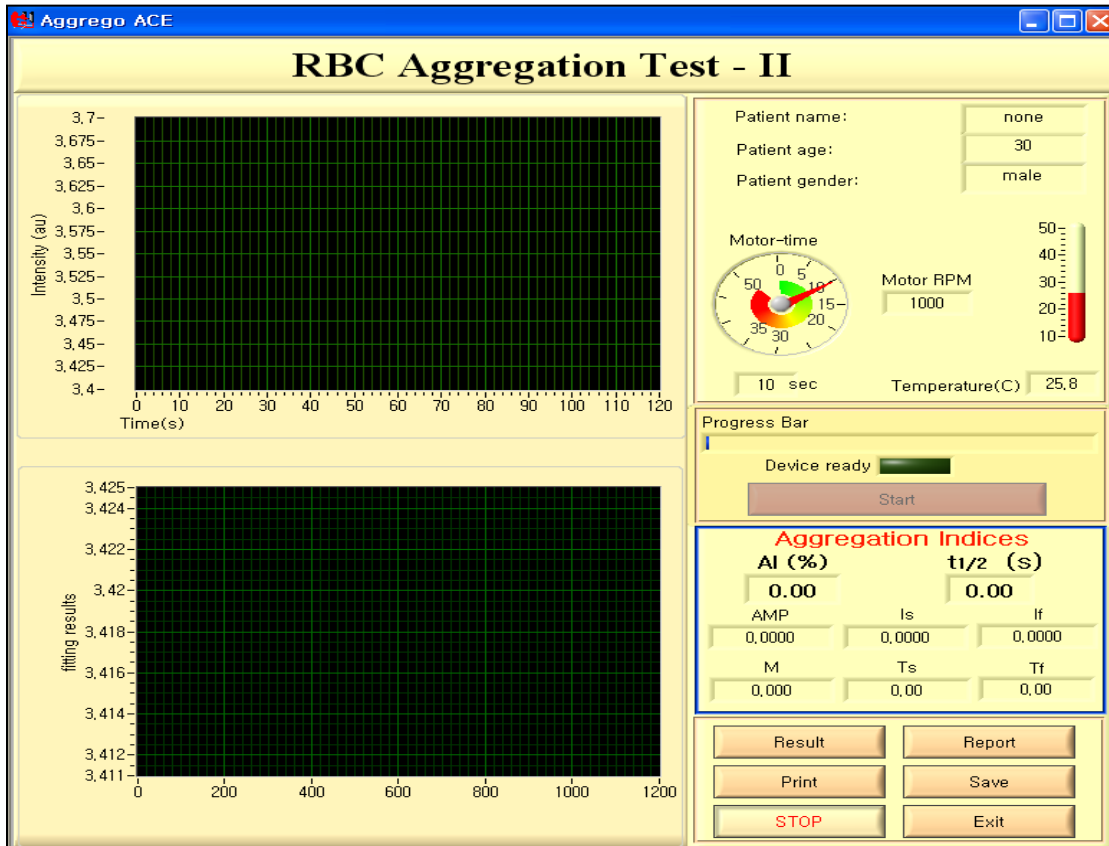 Aggrego ACE
RBC Aggregation Test - II
3,7
3,675
3,65
3,625
3,6
3,575
3,55
3,525
3,5
3,475
3,45
3,425
3,4
Intensity (au)
0 10 20 30 40 50 60 70 80 90 100 110 120
Time(s)
3,425
3,424
3,422
3,42
3,418
3,416
3,414
3,412
3,411
fitting results
0 200 400 600 800 1000 1200
Patient name: none
Patient age: 30
Patient gender: male
Motor-time
0 5 10 15 20 30 35 50
10 sec
Motor RPM
1000
50
40
30
20
10
Temperature(C) 25,8
Progress Bar
Device ready
Start
Aggregation Indices
AI (%) t1/2 (s)
0.00 0.00
AMP Is If
0,0000 0,0000 0,0000
M Ts Tf
0,000 0,00 0,00
Result Report
Print Save
STOP Exit